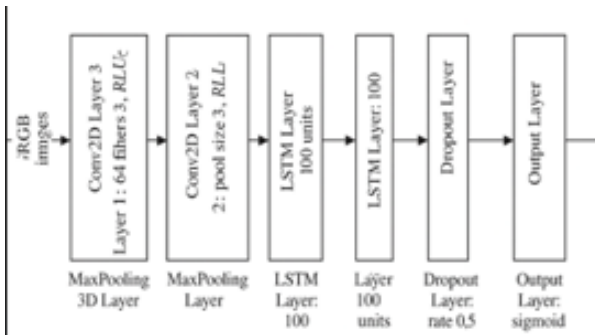 RGB
images
Conv2D Layer 3
Layer 1: 64 fihers 3, RLU
Conv2D Layer 2
2: pool size 3, RLL
LSTM Layer
100 units
LSTM Layer: 100
Dropout Layer
Output Layer
MaxPooling
3D Layer
MaxPooling
Layer
LSTM
Layer:
100
Layer
100
units
Dropout
Layer:
rate 0,5
Output
Layer:
sigmoid